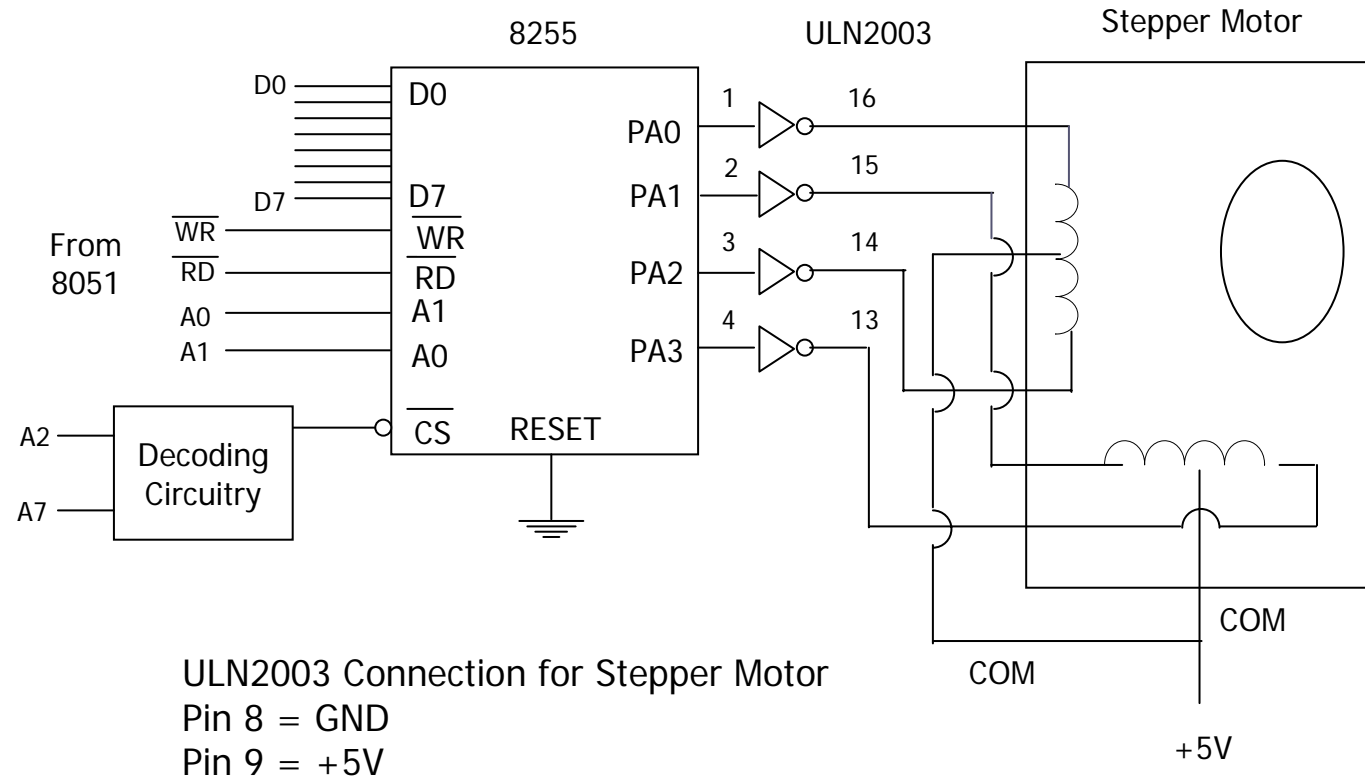 8255
ULN2003
Stepper Motor
D0
D0
1
16
PA0
2
15
D7
D7
PA1
From
8051
WR
WR
3
14
RD
RD
PA2
A0
A1
4
13
A1
A0
PA3
A2
Decoding
Circuitry
CS
RESET
A7
COM
COM
ULN2003 Connection for Stepper Motor
Pin 8 = GND
Pin 9 = +5V
+5V